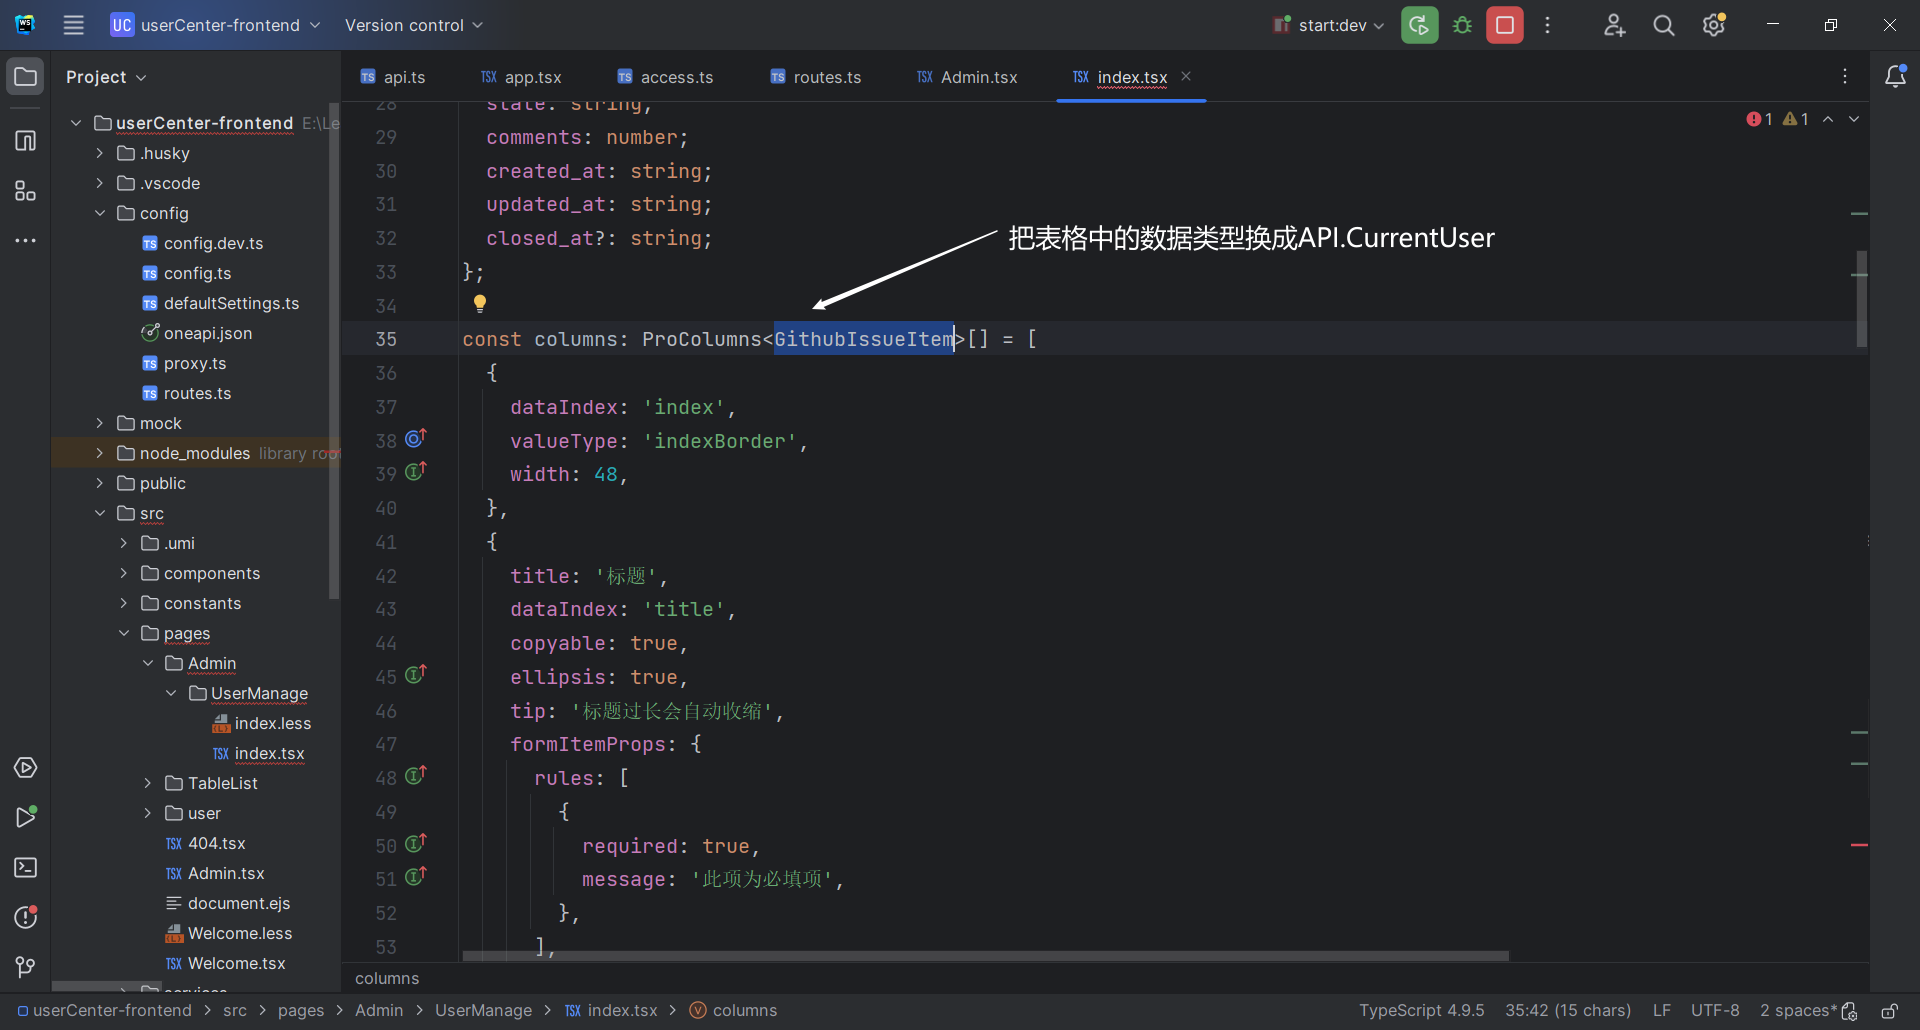 UC userCenter-frontend Version control start:dev
Project
api.ts app.tsx access.ts routes.ts Admin.tsx index.tsx
userCenter-frontend E:\Le
.husky
.vscode
config
config.dev.ts
config.ts
defaultSettings.ts
oneapi.json
proxy.ts
routes.ts
mock
node_modules library roo
public
src
.umi
components
constants
pages
Admin
UserManage
index.less
index.tsx
TableList
user
404.tsx
Admin.tsx
document.ejs
Welcome.less
Welcome.tsx
services
1 1
28 state: string;
29 comments: number;
30 created_at: string;
31 updated_at: string;
32 closed_at?: string;
33 };
34
35 const columns: ProColumns<GithubIssueItem>[] = [
36 {
37 dataIndex: 'index',
38 valueType: 'indexBorder',
39 width: 48,
40 },
41 {
42 title: '标题',
43 dataIndex: 'title',
44 copyable: true,
45 ellipsis: true,
46 tip: '标题过长会自动收缩',
47 formItemProps: {
48 rules: [
49 {
50 required: true,
51 message: '此项为必填项',
52 },
53 ],
把表格中的数据类型换成API.CurrentUser
columns
userCenter-frontend > src > pages > Admin > UserManage > index.tsx > columns
TypeScript 4.9.5 35:42 (15 chars) LF UTF-8 2 spaces*